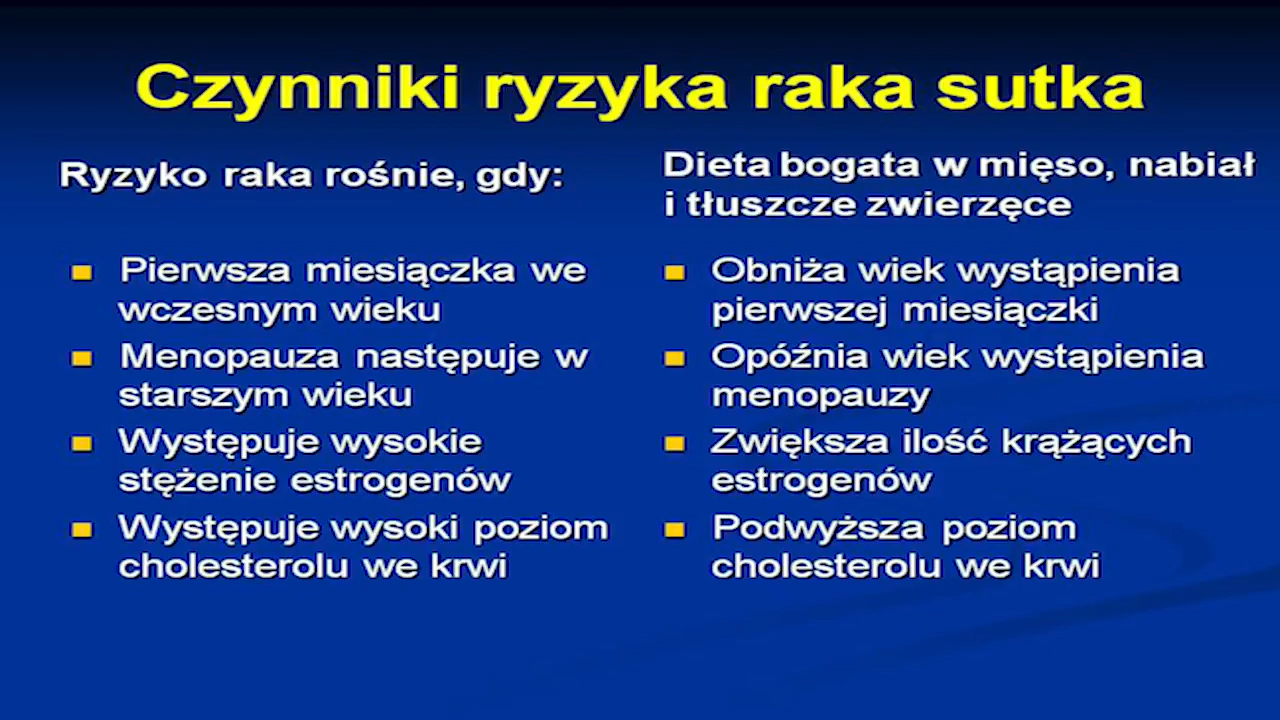 Czynniki ryzyka raka sutka
Ryzyko raka rośnie, gdy:
Pierwsza miesiączka we
wczesnym wieku
Menopauza następuje w
starszym wieku
Występuje wysokie
stężenie estrogenów
Występuje wysoki poziom
cholesterolu we krwi
Dieta bogata w mięso, nabiał
i tłuszcze zwierzęce
Obniża wiek wystąpienia
pierwszej miesiączki
Opóźnia wiek wystąpienia
menopauzy
Zwiększa ilość krążących
estrogenów
Podwyższa poziom
cholesterolu we krwi